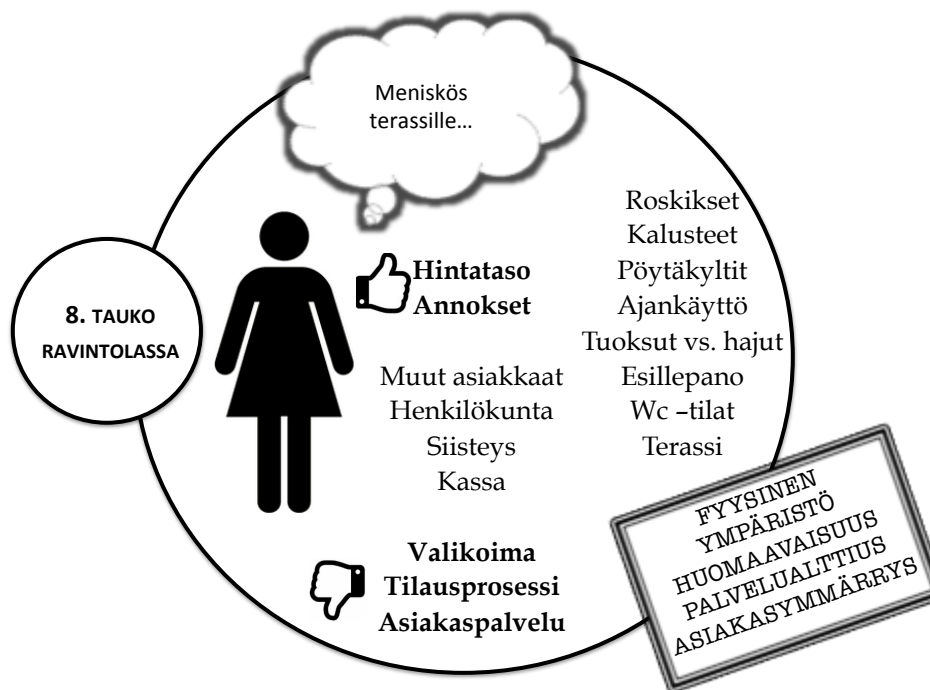 Meniskös
terassille...
8. TAUKO
RAVINTOLASSA
Hintataso
Annokset
Muut asiakkaat
Henkilökunta
Siisteys
Kassa
Valikoima
Tilausprosessi
Asiakaspalvelu
Roskikset
Kalusteet
Pöytäkyltit
Ajankäyttö
Tuoksut vs. hajut
Esillepano
Wc –tilat
Terassi
FYYSINEN
YMPÄRISTÖ
HUOMAAVAISUUS
PALVELUALTTIUS
ASIAKASYMMÄRRYS